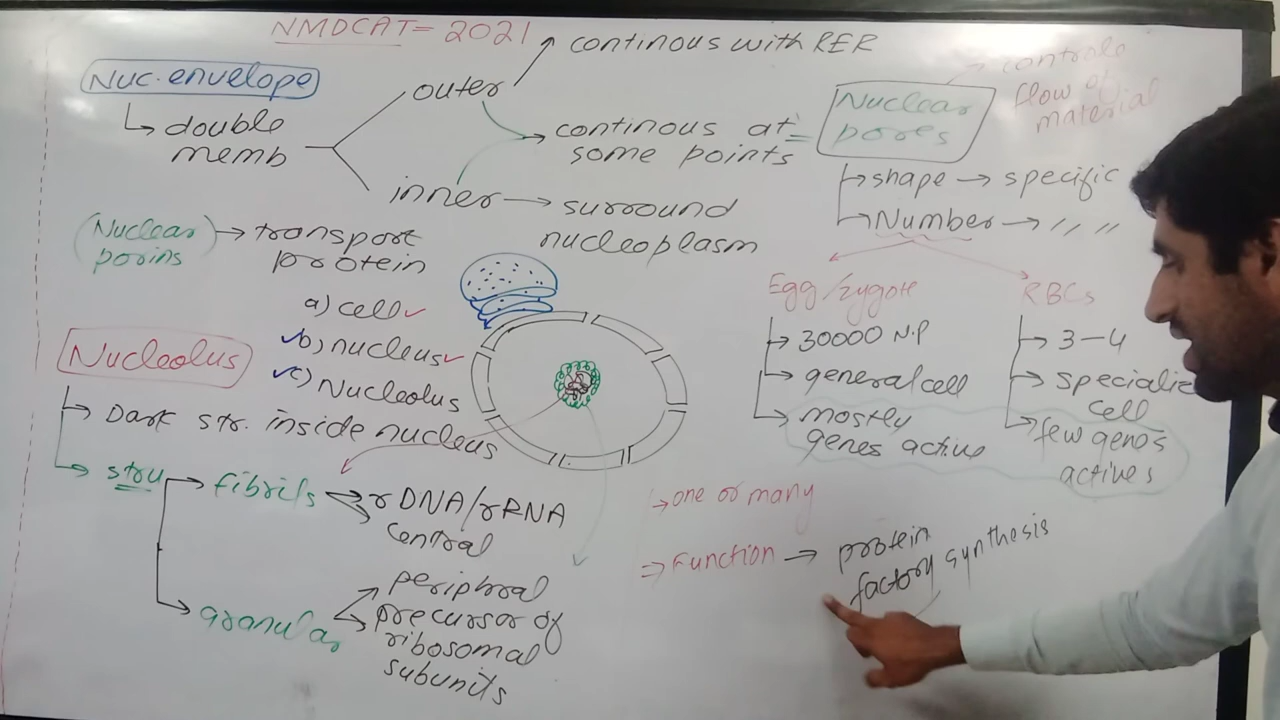 NMDCAT = 2021
Nuc. envelope
double
memb
outer
continous with RER
continous at
some points
inner
surround
nucleoplasm
Nuclear
porins
transport
protein
a) cell
b) nucleus
c) Nucleolus
Nuclear
pores
controls
flow of
material
shape → specific
Number → 〃 〃
Egg/zygote
30000 N.P
general cell
mostly
genes active
RBCs
3-4
cell
few genes
actives
Nucleolus
Dark str. inside nucleus
stru
fibrils
rDNA/rRNA
central
granular
periphral
precursor of
ribosomal
subunits
→ one or many
⇒ Function → protein
factory synthesis